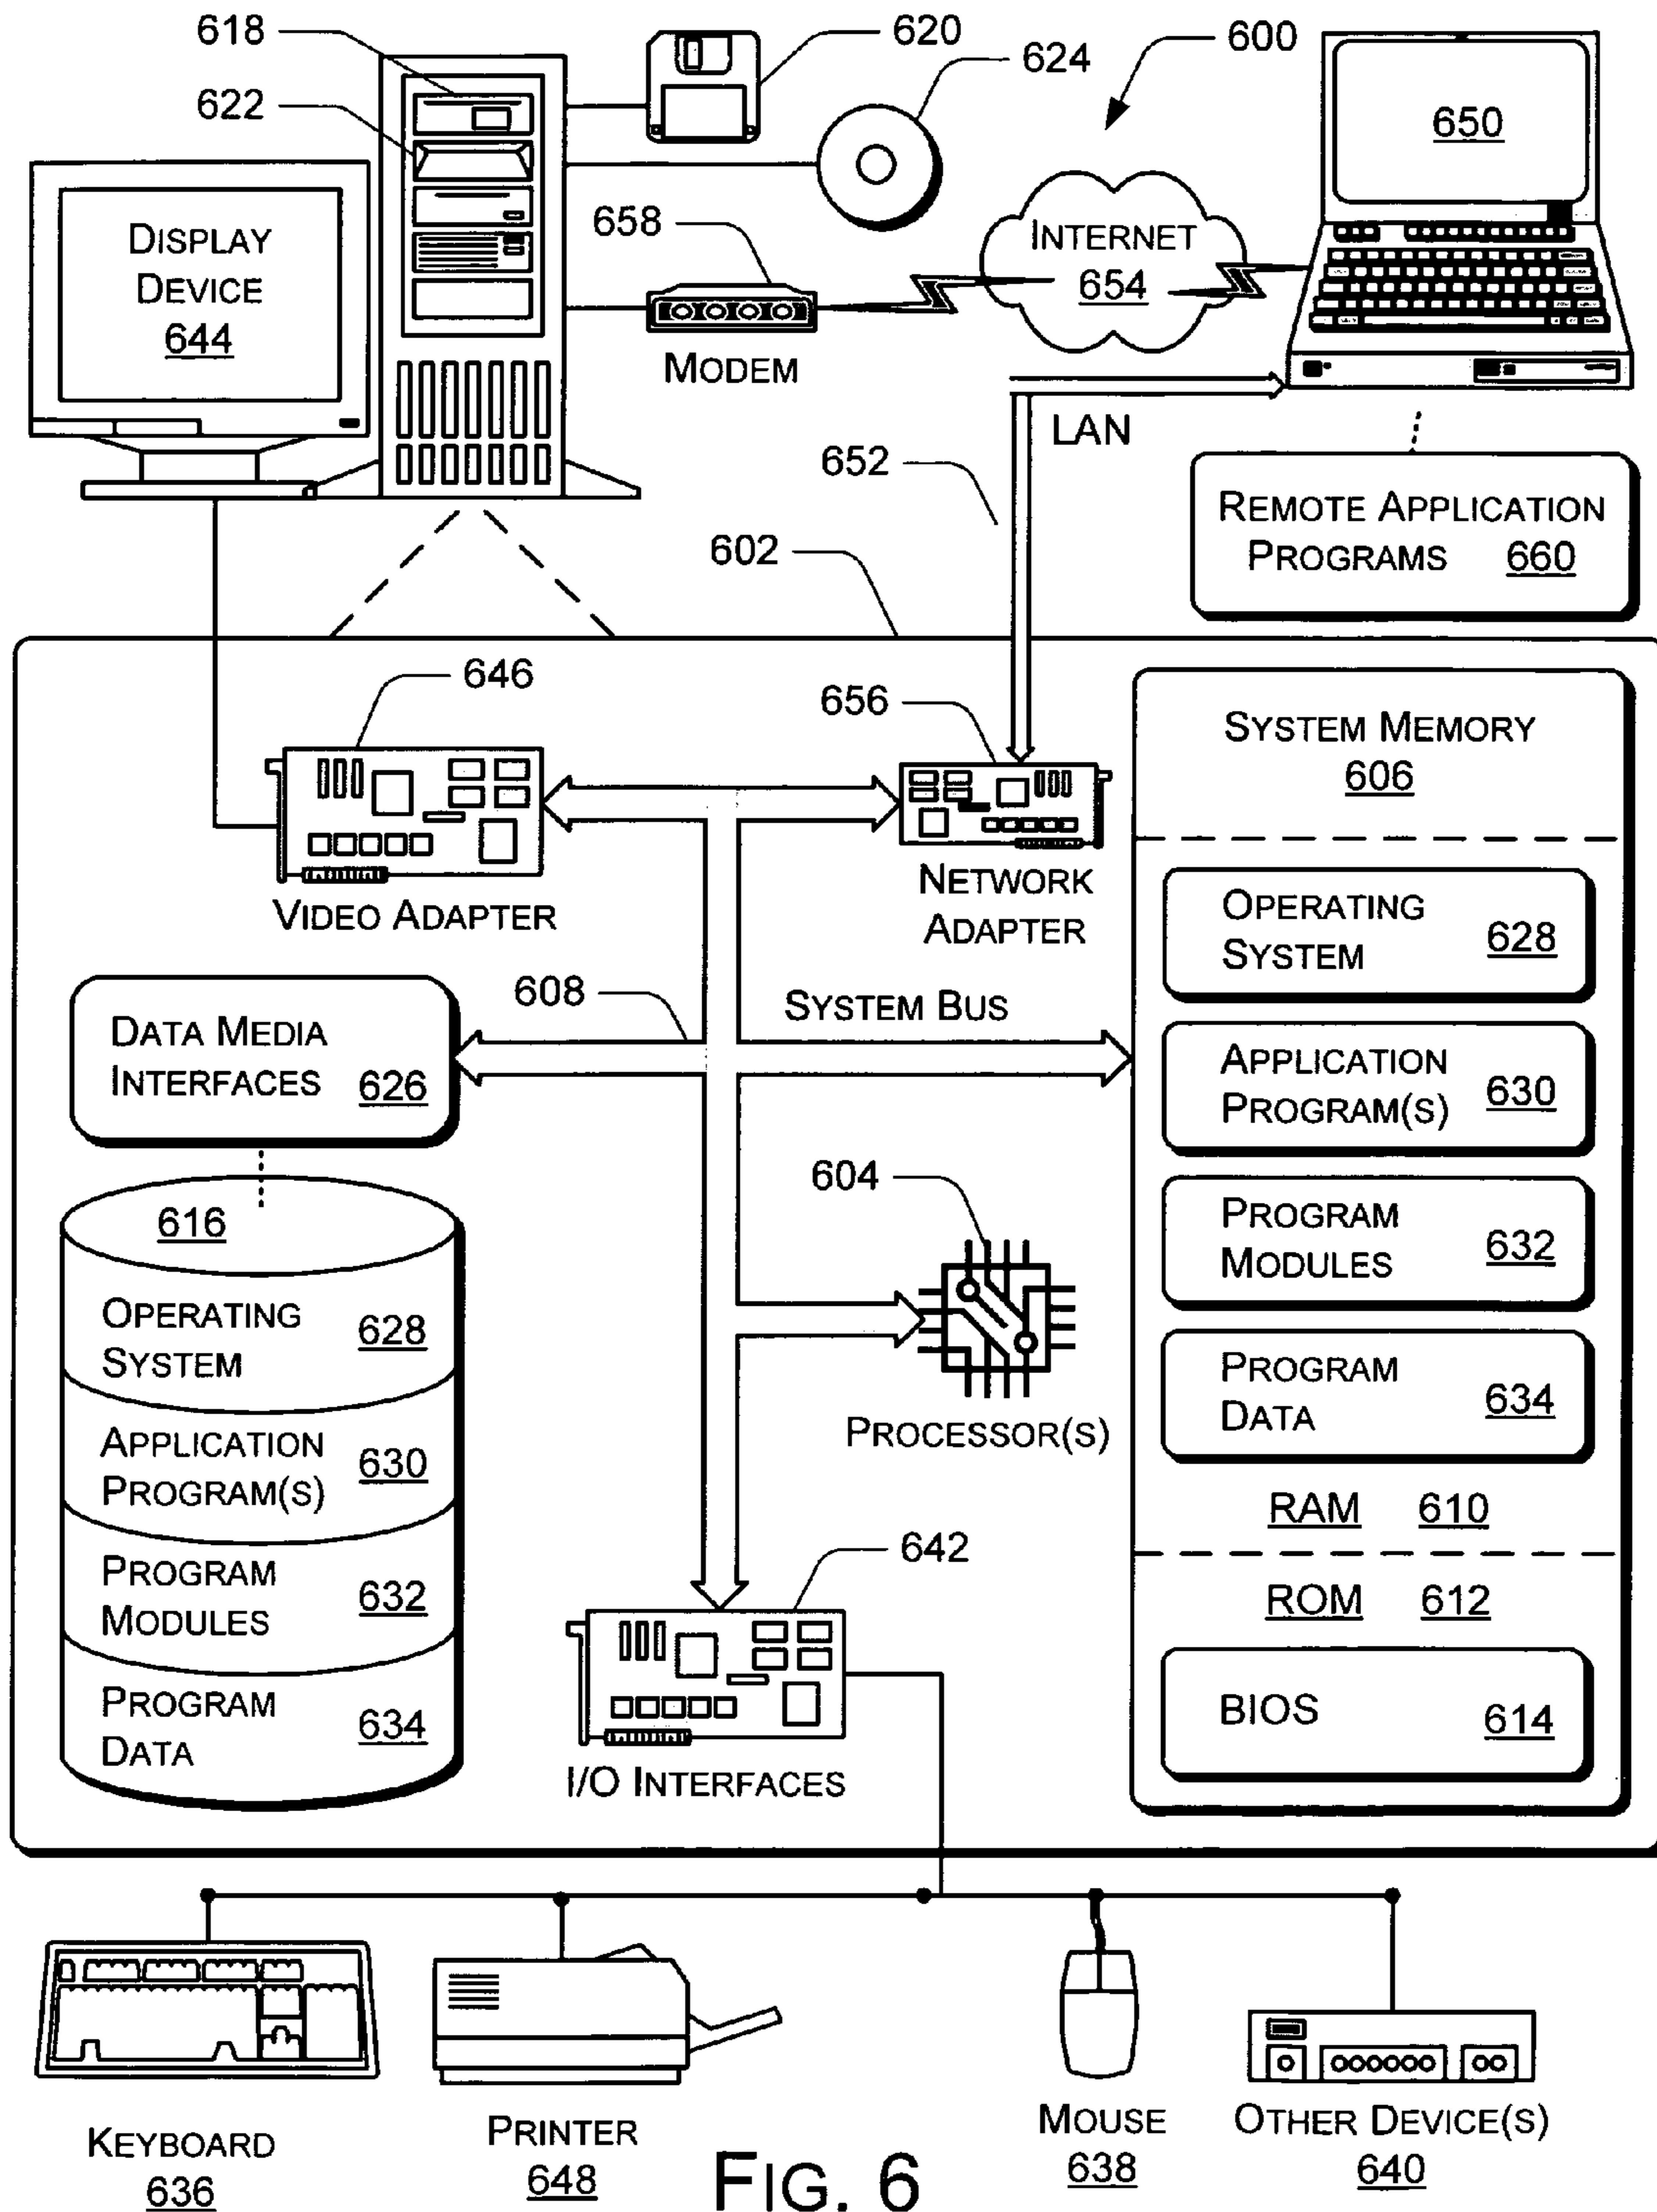 618
620
600
622
624
650
DISPLAY
DEVICE
644
658
INTERNET
654
MODEM
LAN
652
REMOTE APPLICATION
PROGRAMS 660
602
646
656
SYSTEM MEMORY
606
VIDEO ADAPTER
NETWORK
ADAPTER
OPERATING
SYSTEM 628
608
SYSTEM BUS
DATA MEDIA
INTERFACES 626
APPLICATION
PROGRAM(S) 630
604
PROGRAM
MODULES 632
616
OPERATING
SYSTEM 628
PROGRAM
DATA 634
PROCESSOR(S)
APPLICATION
PROGRAM(S) 630
RAM 610
642
ROM 612
PROGRAM
MODULES 632
BIOS 614
PROGRAM
DATA 634
I/O INTERFACES
KEYBOARD
636
PRINTER
648
MOUSE
638
OTHER DEVICE(S)
640
FIG. 6